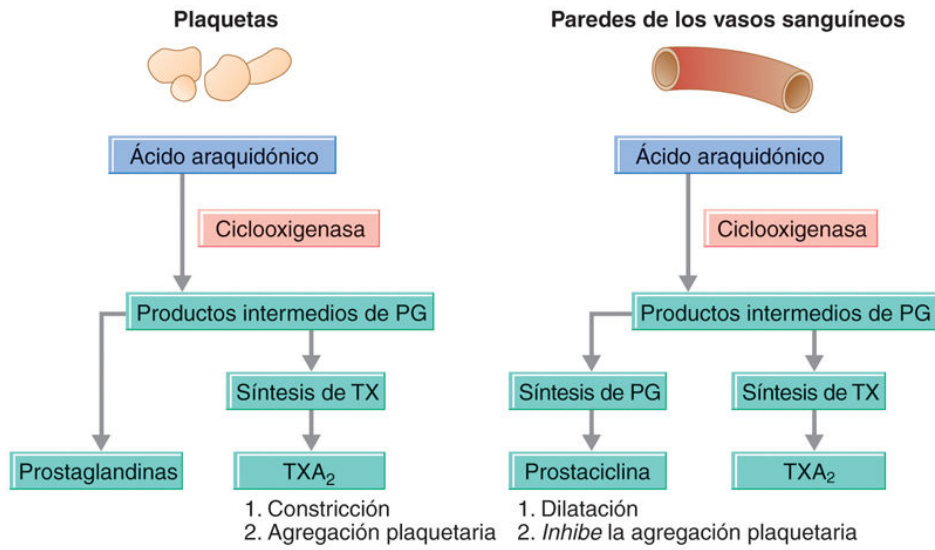 Plaquetas
Paredes de los vasos sanguíneos
Ácido araquidónico
Ácido araquidónico
Ciclooxigenasa
Ciclooxigenasa
Productos intermedios de PG
Productos intermedios de PG
Síntesis de TX
Síntesis de PG
Síntesis de TX
Prostaglandinas
TXA₂
Prostaciclina
TXA₂
1. Constricción
2. Agregación plaquetaria
1. Dilatación
2. Inhibe la agregación plaquetaria